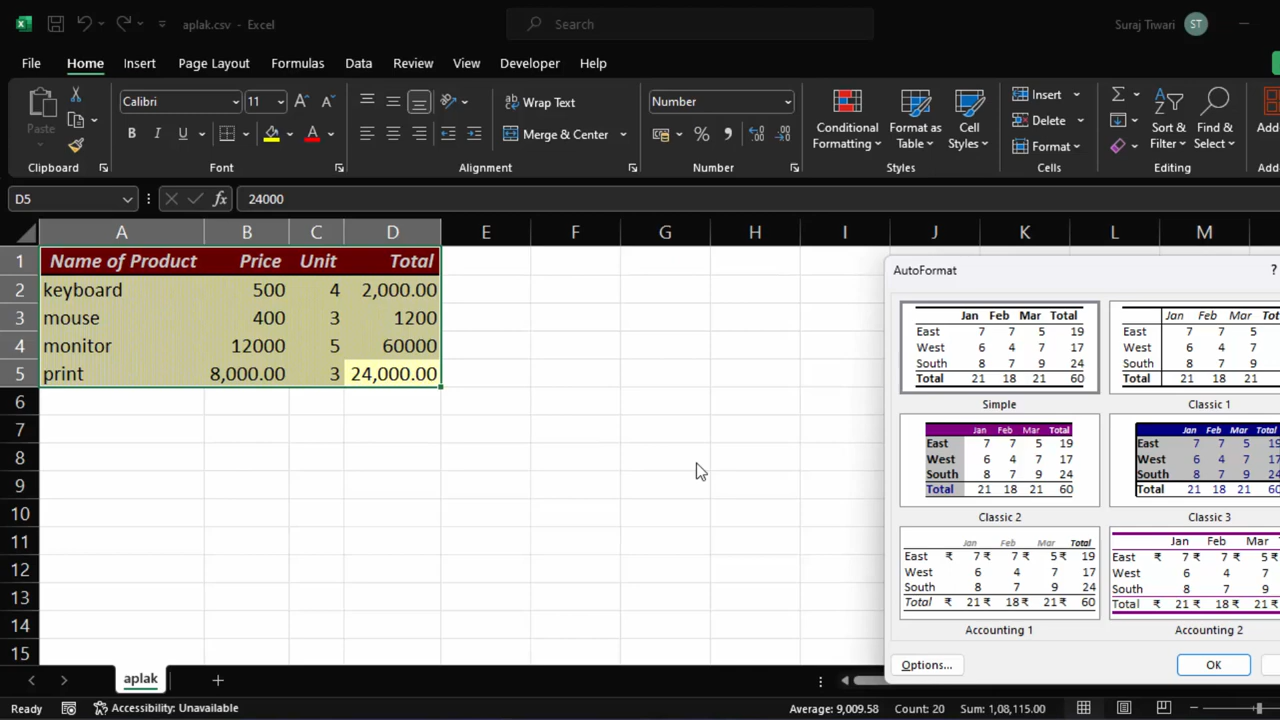 aplak.csv - Excel
Search
Suraj Tiwari ST
File Home Insert Page Layout Formulas Data Review View Developer Help
Paste
Calibri 11
B I U
Wrap Text
Merge & Center
Number
Conditional Formatting
Format as Table
Cell Styles
Insert
Delete
Format
Sort & Filter
Find & Select
Clipboard Font Alignment Number Styles Cells Editing
D5 fx 24000
A B C D E F G H I J K L M
1 Name of Product Price Unit Total
2 keyboard 500 4 2,000.00
3 mouse 400 3 1200
4 monitor 12000 5 60000
5 print 8,000.00 3 24,000.00
6
7
8
9
10
11
12
13
14
15
AutoFormat ?
Jan Feb Mar Total
East 7 7 5 19
West 6 4 7 17
South 8 7 9 24
Total 21 18 21 60
Simple
Jan Feb Mar
East 7 7 5
West 6 4 7
South 8 7 9
Total 21 18 21
Classic 1
Jan Feb Mar Total
East 7 7 5 19
West 6 4 7 17
South 8 7 9 24
Total 21 18 21 60
Classic 2
Jan Feb Mar Total
East 7 7 5 19
West 6 4 7 17
South 8 7 9 24
Total 21 18 21 60
Classic 3
Jan Feb Mar Total
East ₹ 7 ₹ 7 ₹ 5 ₹ 19
West 6 4 7 17
South 8 7 9 24
Total ₹ 21 ₹ 18 ₹ 21 ₹ 60
Accounting 1
Jan Feb Mar
East ₹ 7 ₹ 7 ₹ 5 ₹
West 6 4 7
South 8 7 9
Total ₹ 21 ₹ 18 ₹ 21 ₹
Accounting 2
Options... OK
aplak
Ready Accessibility: Unavailable Average: 9,009.58 Count: 20 Sum: 1,08,115.00